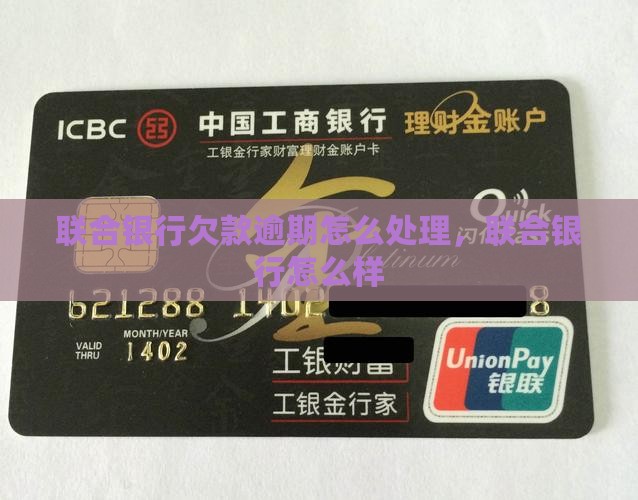 ICBC 中国工商银行 理财金账户
工银金行家财富理财金账户卡
Quick
联合银行欠款逾期怎么处理，联合银
行怎么样
621288 1402 8
MONTH/YEAR
VALID THRU 1402
工银财富
工银金行家
UnionPay
银联